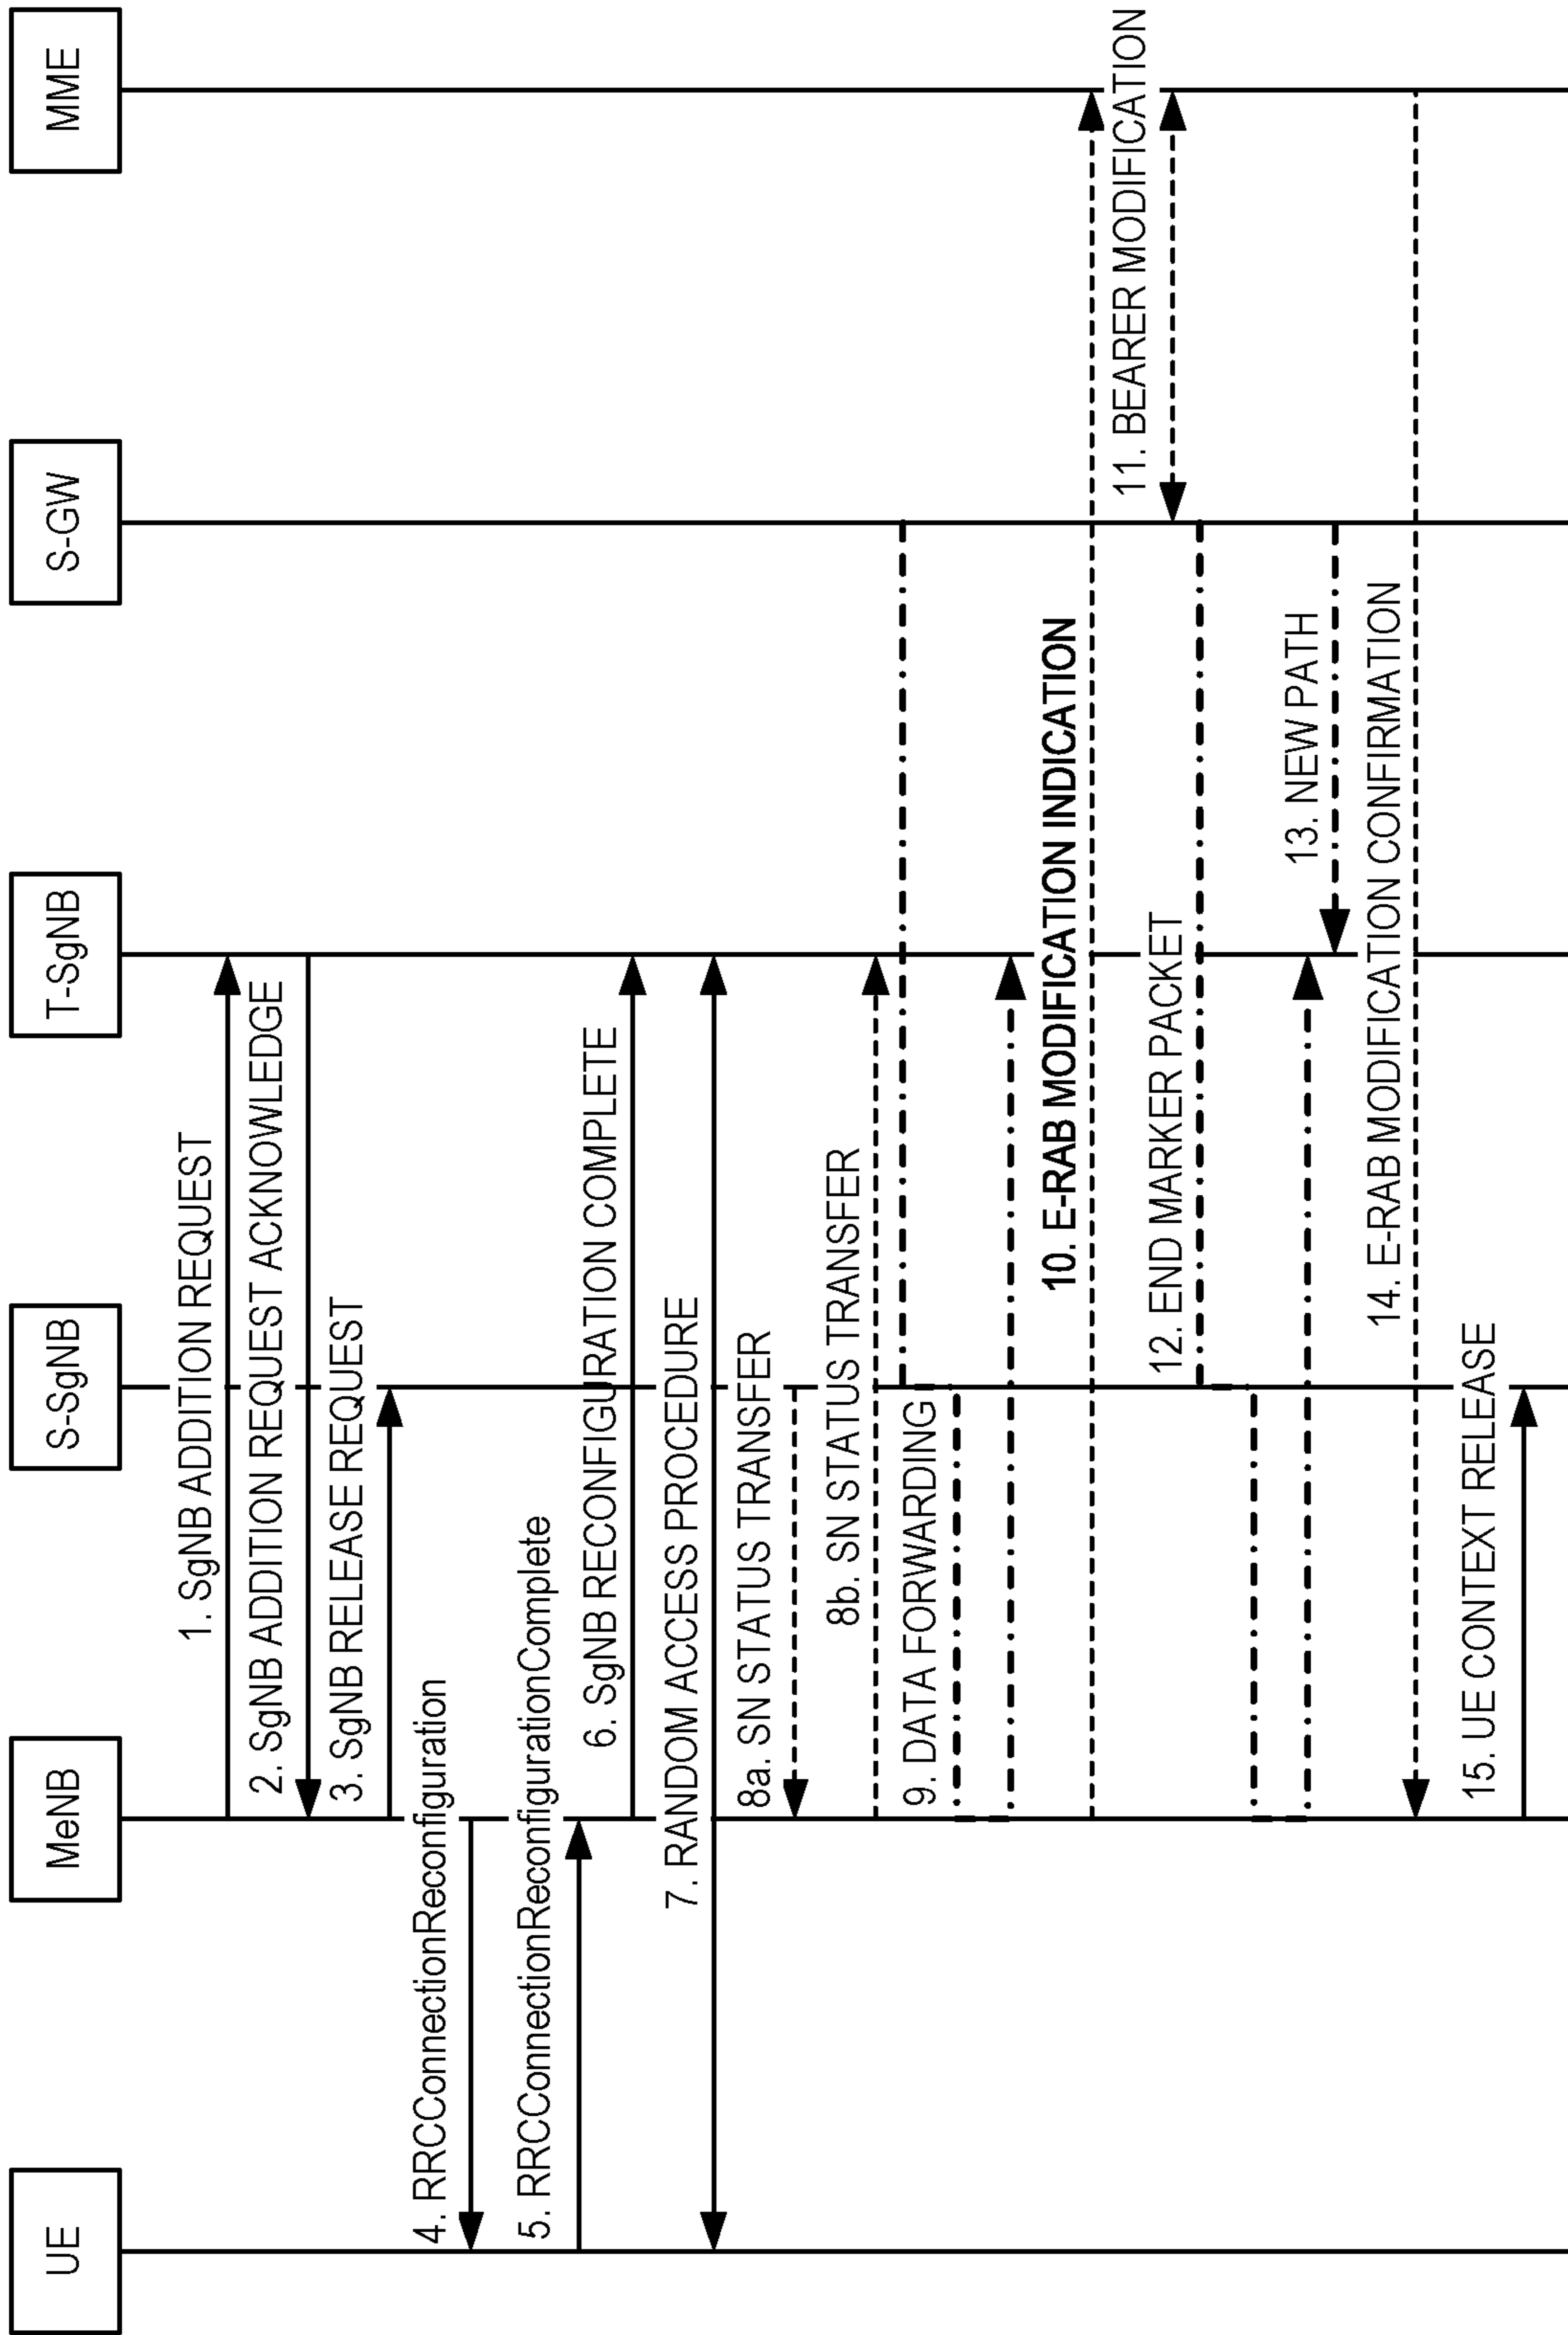 UE
MeNB
S-SgNB
T-SgNB
S-GW
MME
1. SgNB ADDITION REQUEST
2. SgNB ADDITION REQUEST ACKNOWLEDGE
3. SgNB RELEASE REQUEST
4. RRCConnectionReconfiguration
5. RRCConnectionReconfigurationComplete
6. SgNB RECONFIGURATION COMPLETE
7. RANDOM ACCESS PROCEDURE
8a. SN STATUS TRANSFER
8b. SN STATUS TRANSFER
9. DATA FORWARDING
10. E-RAB MODIFICATION INDICATION
11. BEARER MODIFICATION
12. END MARKER PACKET
13. NEW PATH
14. E-RAB MODIFICATION CONFIRMATION
15. UE CONTEXT RELEASE